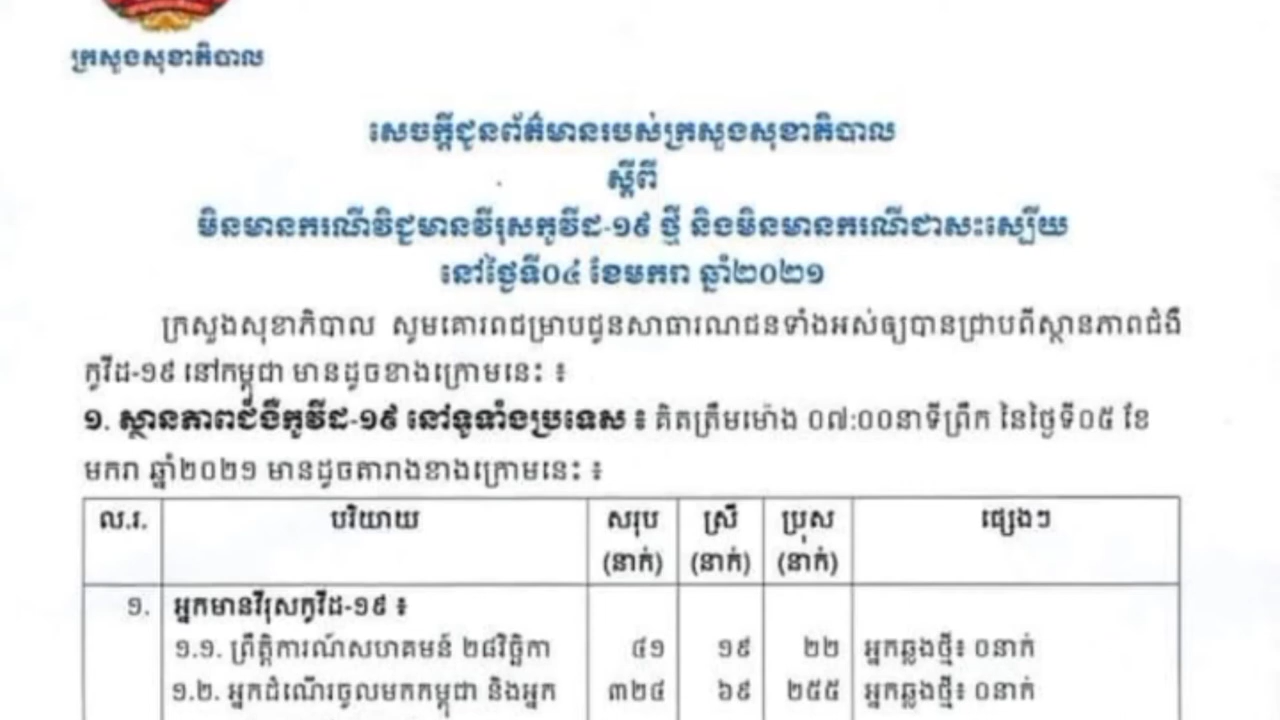 ក្រសួងសុខាភិបាល
សេចក្តីជូនព័ត៌មានរបស់ក្រសួងសុខាភិបាល
ស្តីពី
មិនមានករណីវិជ្ជមានវីរុសកូវីដ-១៩ ថ្មី និងមិនមានករណីជាសះស្បើយ
នៅថ្ងៃទី០៤ ខែមករា ឆ្នាំ២០២១
ក្រសួងសុខាភិបាល សូមគោរពជម្រាបជូនសាធារណជនទាំងអស់ឲ្យបានជ្រាបពីស្ថានភាពជំងឺ
កូវីដ-១៩ នៅកម្ពុជា មានដូចខាងក្រោមនេះ ៖
១. ស្ថានភាពជំងឺកូវីដ-១៩ នៅទូទាំងប្រទេស ៖ គិតត្រឹមម៉ោង ០៧:០០នាទីព្រឹក នៃថ្ងៃទី០៥ ខែ
មករា ឆ្នាំ២០២១ មានដូចតារាងខាងក្រោមនេះ ៖
ល.រ. បរិយាយ សរុប (នាក់) ស្រី (នាក់) ប្រុស (នាក់) ផ្សេងៗ
១. អ្នកមានវីរុសកូវីដ-១៩ ៖
១.១. ព្រឹត្តិការណ៍សហគមន៍ ២៨វិច្ឆិកា ៤១ ១៩ ២២ អ្នកឆ្លងថ្មី៖ ០នាក់
១.២. អ្នកដំណើរចូលមកកម្ពុជា និងអ្នក ៣២៤ ៦៩ ២៥៥ អ្នកឆ្លងថ្មី៖ ០នាក់